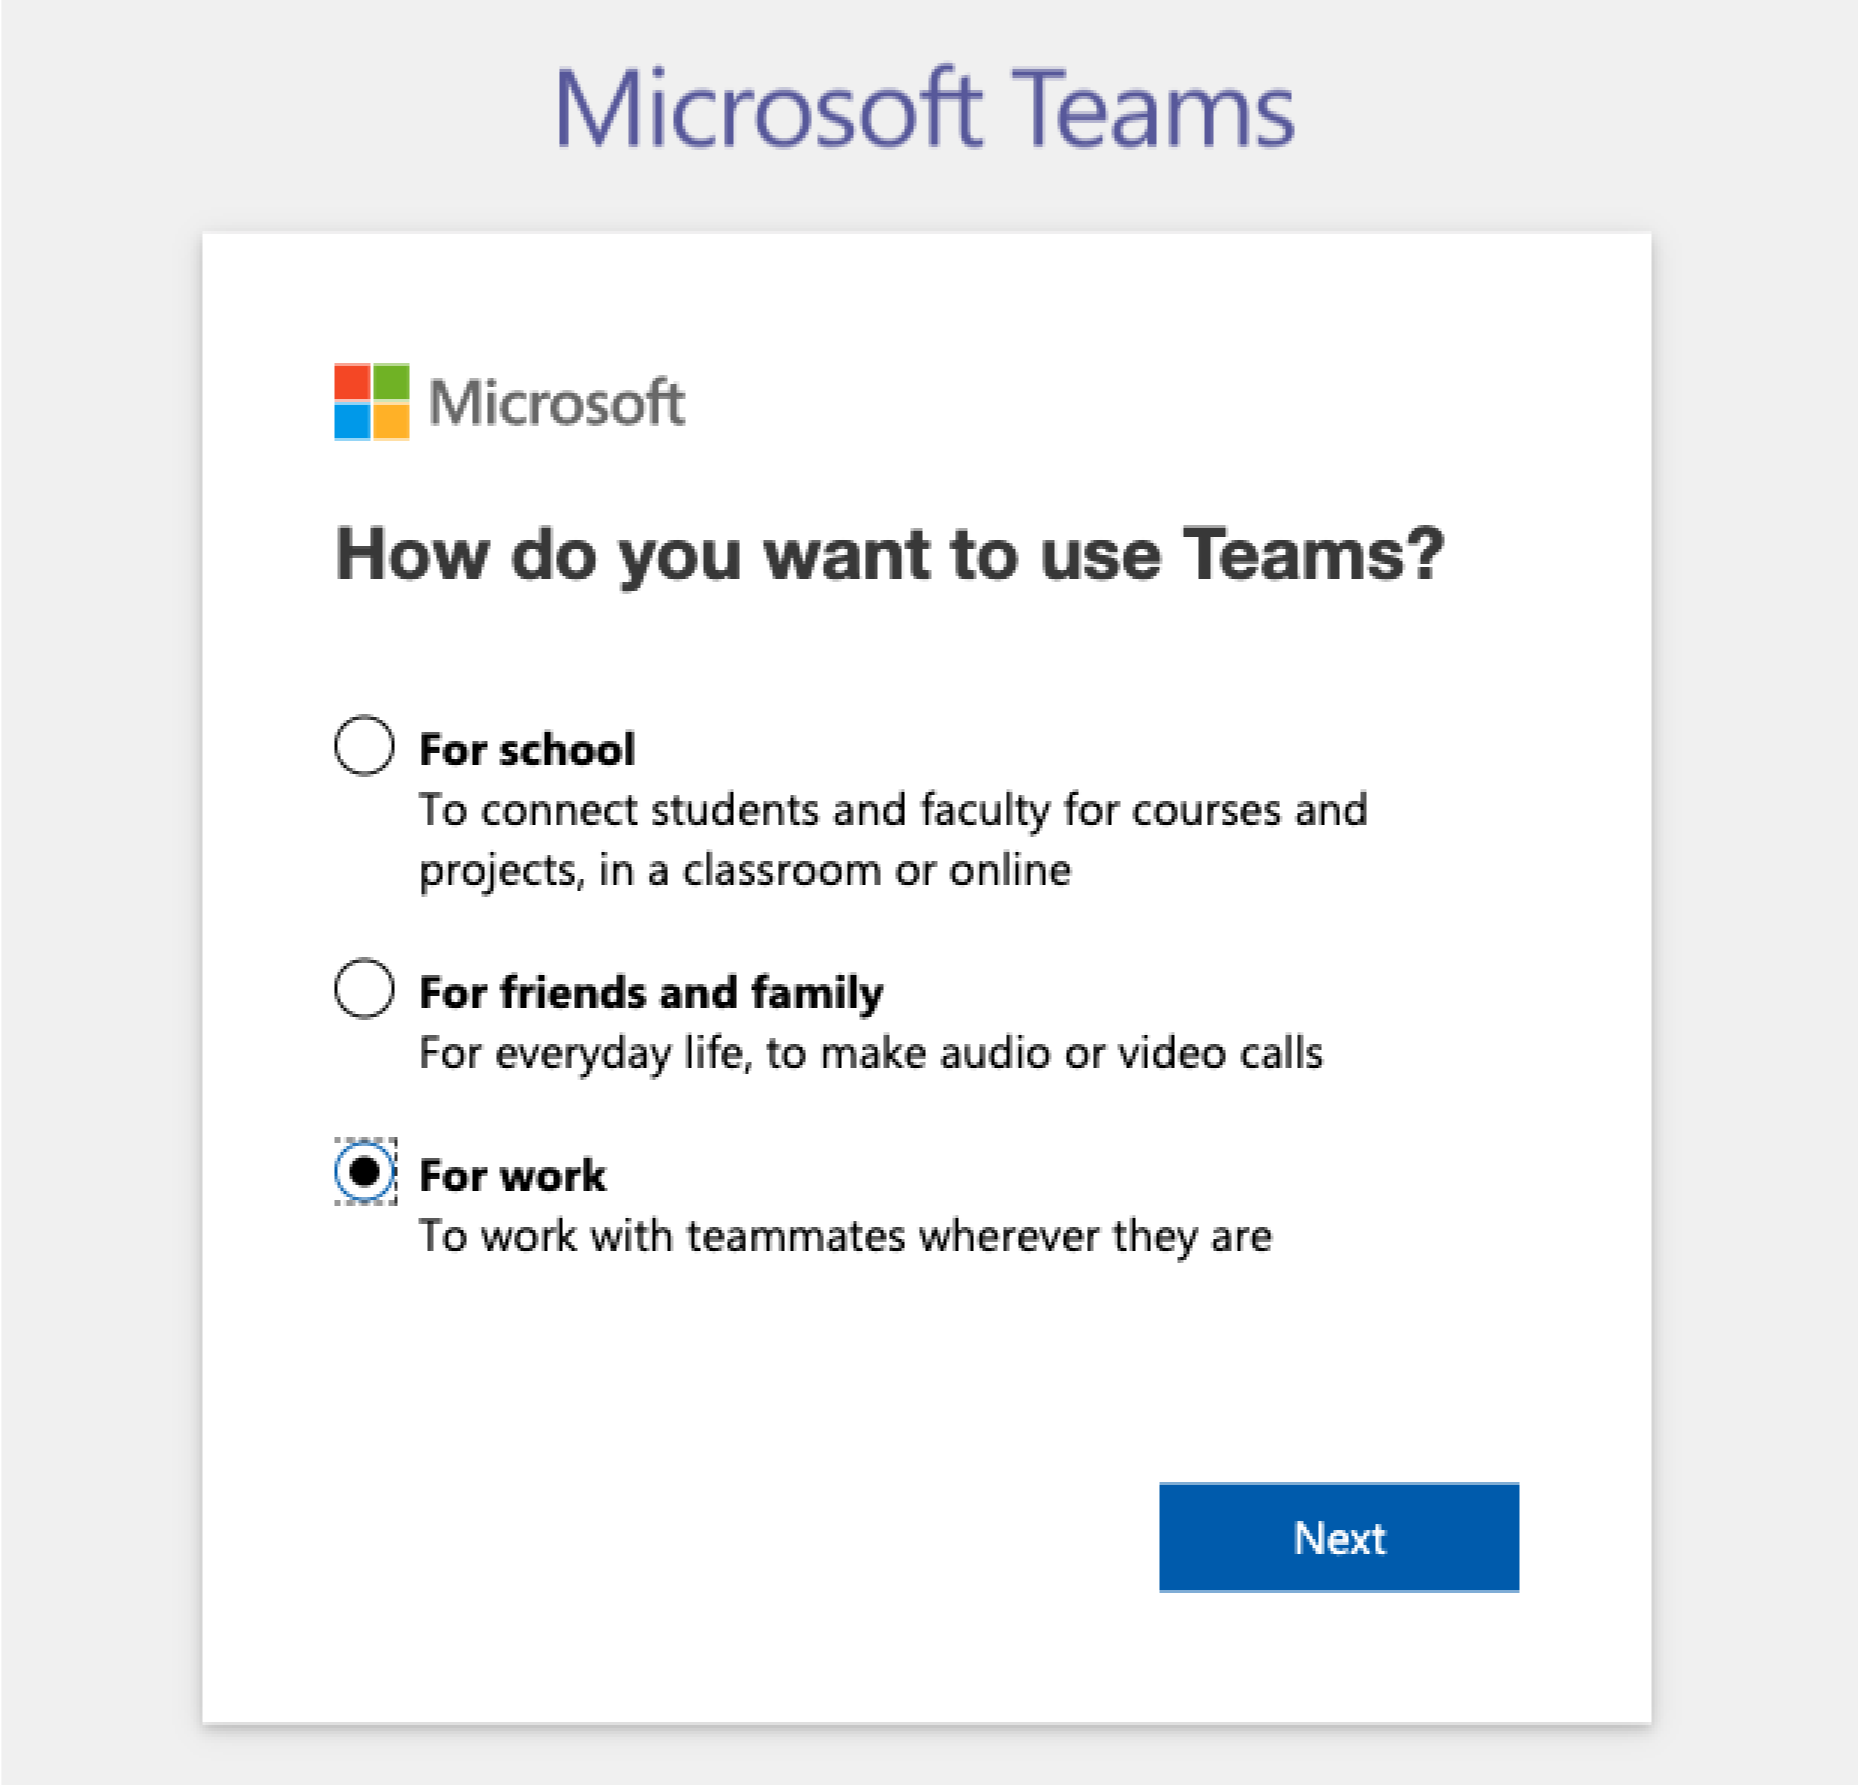 Microsoft Teams
Microsoft
How do you want to use Teams?
For school
To connect students and faculty for courses and
projects, in a classroom or online
For friends and family
For everyday life, to make audio or video calls
For work
To work with teammates wherever they are
Next